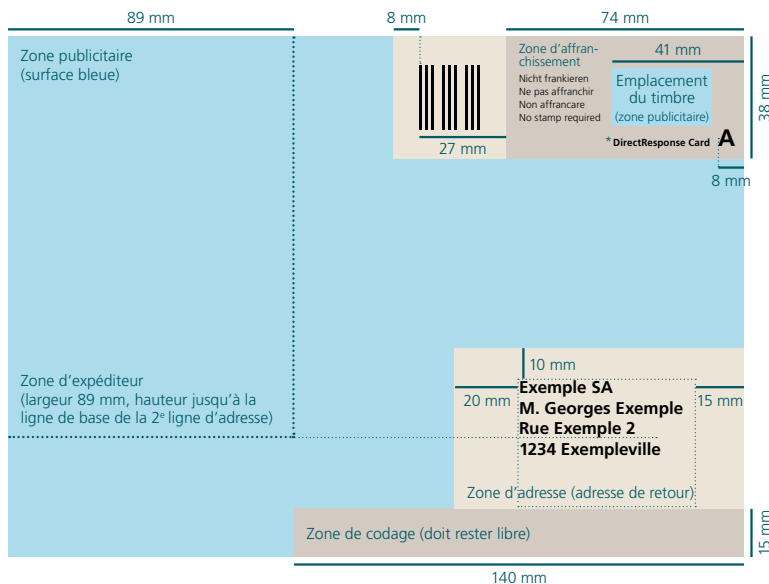 89 mm
8 mm
74 mm
Zone publicitaire
(surface bleue)
Zone d'affran-
chissement
Nicht frankieren
Ne pas affranchir
Non affrancare
No stamp required
41 mm
Emplacement
du timbre
(zone publicitaire)
* DirectResponse Card
A
38 mm
27 mm
8 mm
Zone d'expéditeur
(largeur 89 mm, hauteur jusqu'à la
ligne de base de la 2e ligne d'adresse)
10 mm
20 mm
15 mm
Exemple SA
M. Georges Exemple
Rue Exemple 2
1234 Exempleville
Zone d'adresse (adresse de retour)
Zone de codage (doit rester libre)
15 mm
140 mm